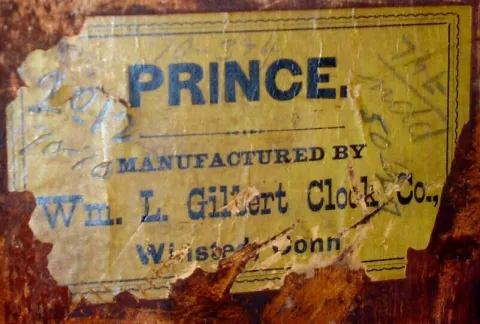 PRINCE.
MANUFACTURED BY
Wm. L. Gilbert Clock Co.,
Winsted, Conn